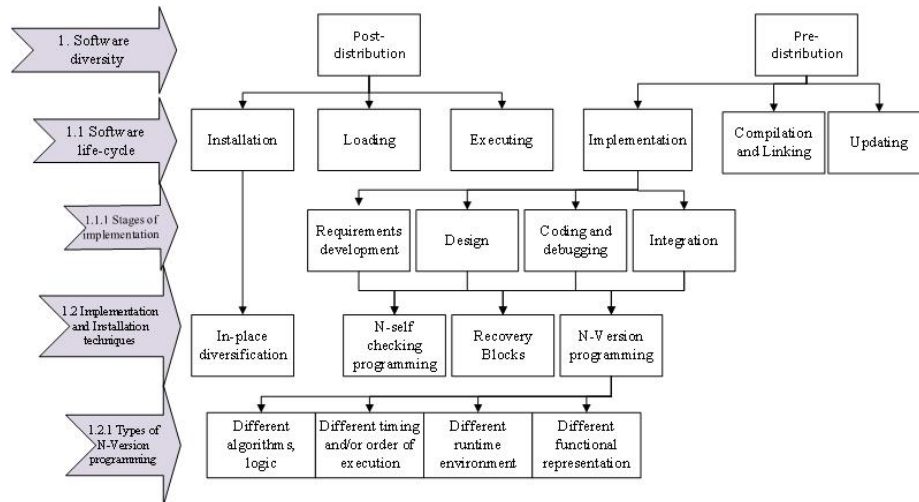 1. Software
diversity
Post-
distribution
Pre-
distribution
1.1 Software
life-cycle
Installation
Loading
Executing
Implementation
Compilation
and Linking
Updating
1.1.1 Stages of
implementation
Requirements
development
Design
Coding and
debugging
Integration
1.2 Implementation
and Installation
techniques
In-place
diversification
N-self
checking
programming
Recovery
Blocks
N-Version
programming
1.2.1 Types of
N-Version
programming
Different
algorithms,
logic
Different timing
and/or order of
execution
Different
runtime
environment
Different
functional
representation